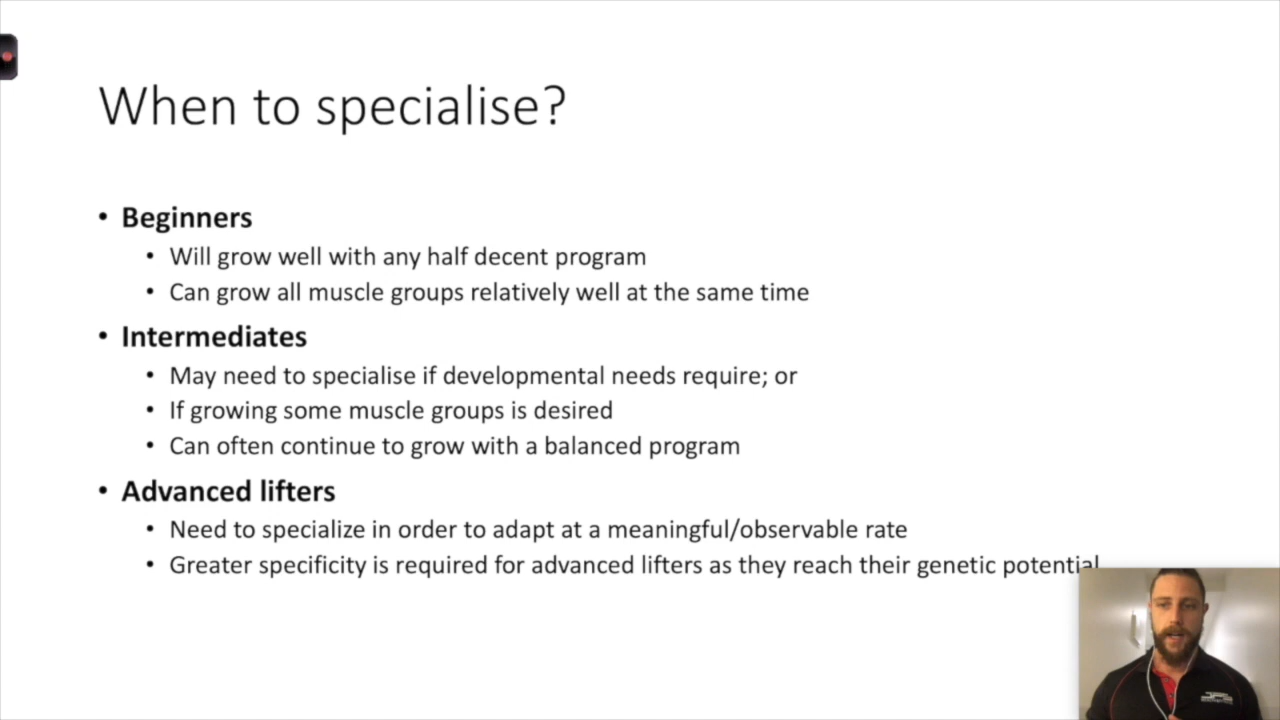 When to specialise?
• Beginners
• Will grow well with any half decent program
• Can grow all muscle groups relatively well at the same time
• Intermediates
• May need to specialise if developmental needs require; or
• If growing some muscle groups is desired
• Can often continue to grow with a balanced program
• Advanced lifters
• Need to specialize in order to adapt at a meaningful/observable rate
• Greater specificity is required for advanced lifters as they reach their genetic potential